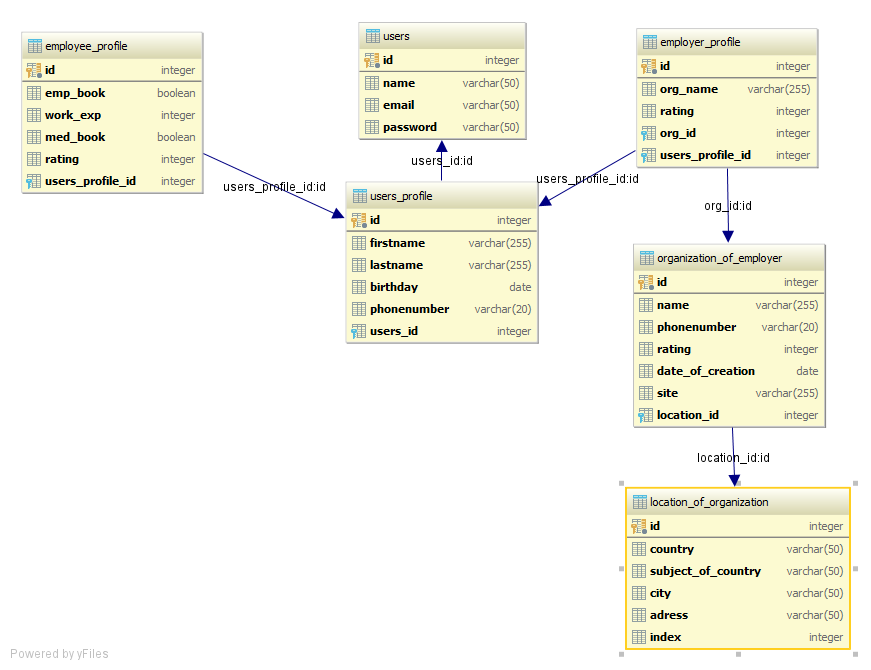 employee_profile
id integer
emp_book boolean
work_exp integer
med_book boolean
rating integer
users_profile_id integer
users
id integer
name varchar(50)
email varchar(50)
password varchar(50)
employer_profile
id integer
org_name varchar(255)
rating integer
org_id integer
users_profile_id integer
users_id:id
users_profile_id:id
users_profile_id:id
org_id:id
users_profile
id integer
firstname varchar(255)
lastname varchar(255)
birthday date
phonenumber varchar(20)
users_id integer
organization_of_employer
id integer
name varchar(255)
phonenumber varchar(20)
rating integer
date_of_creation date
site varchar(255)
location_id integer
location_id:id
location_of_organization
id integer
country varchar(50)
subject_of_country varchar(50)
city varchar(50)
adress varchar(50)
index integer
Powered by yFiles